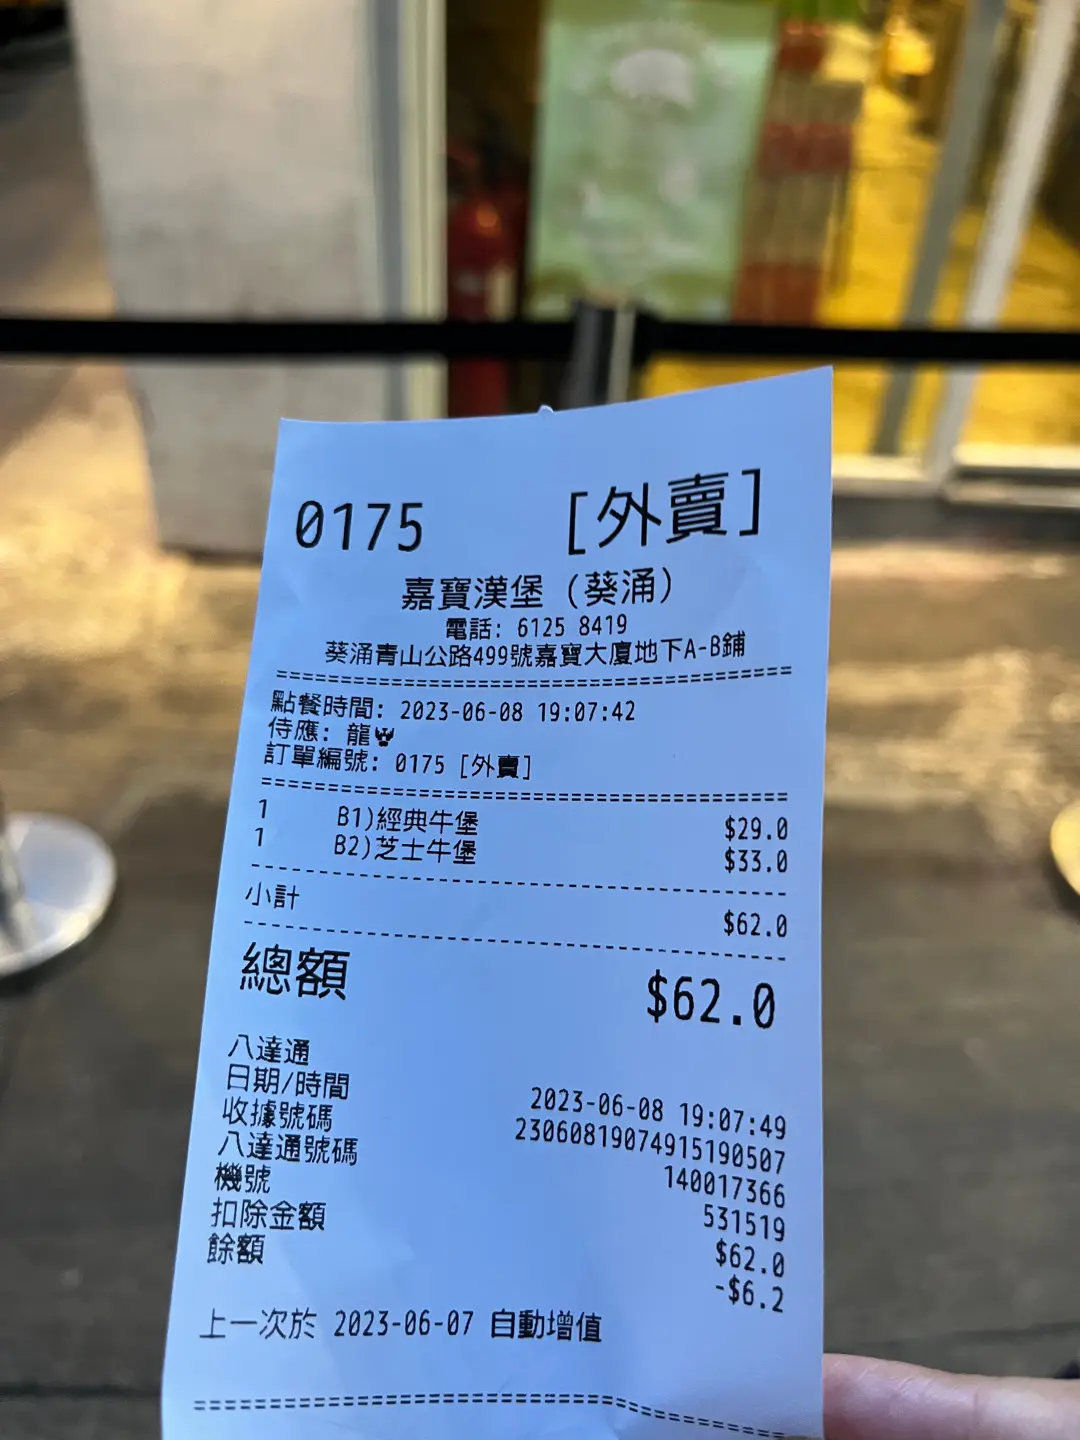 0175 [外賣]
嘉寶漢堡 (葵涌)
電話: 6125 8419
葵涌青山公路499號嘉寶大廈地下A-B鋪
點餐時間: 2023-06-08 19:07:42
侍應: 龍
訂單編號: 0175 [外賣]
1 B1)經典牛堡 $29.0
1 B2)芝士牛堡 $33.0
小計 $62.0
總額 $62.0
八達通
日期/時間 2023-06-08 19:07:49
收據號碼 23060819074915190507
八達通號碼 140017366
機號 531519
扣除金額 $62.0
餘額 -$6.2
上一次於 2023-06-07 自動增值